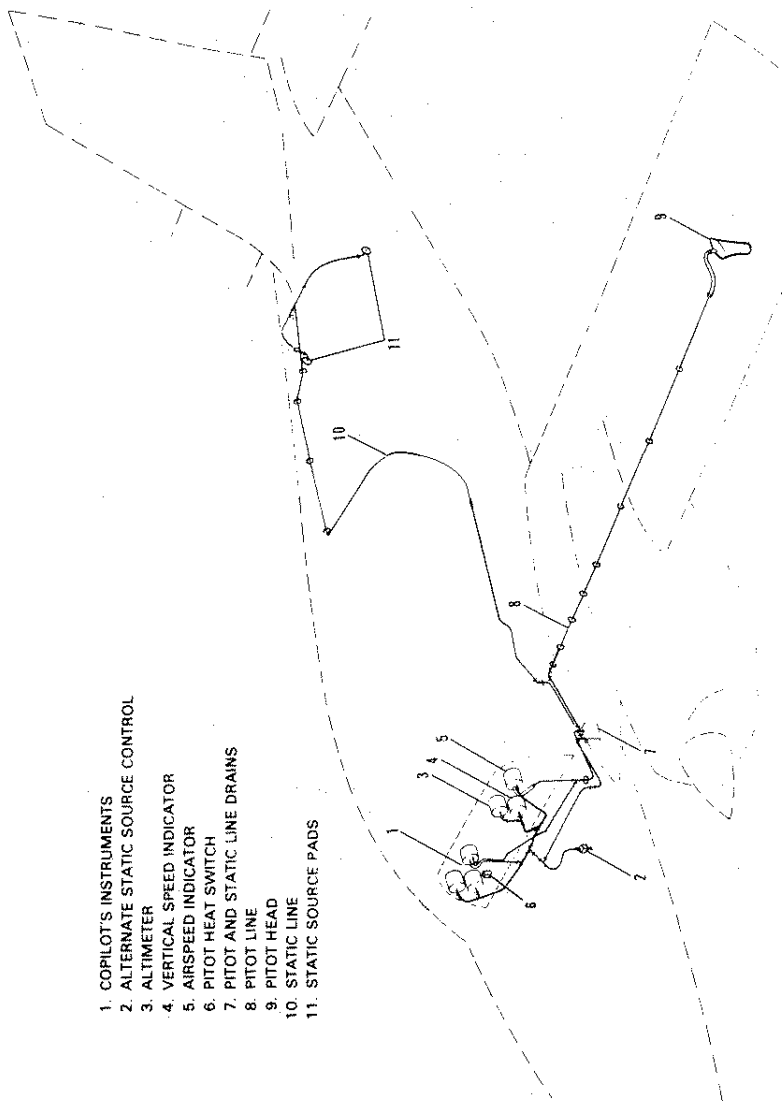 1. COPILOT'S INSTRUMENTS
2. ALTERNATE STATIC SOURCE CONTROL
3. ALTIMETER
4. VERTICAL SPEED INDICATOR
5. AIRSPEED INDICATOR
6. PITOT HEAT SWITCH
7. PITOT AND STATIC LINE DRAINS
8. PITOT LINE
9. PITOT HEAD
10. STATIC LINE
11. STATIC SOURCE PADS
1
2
3
4
5
6
7
8
9
10
11